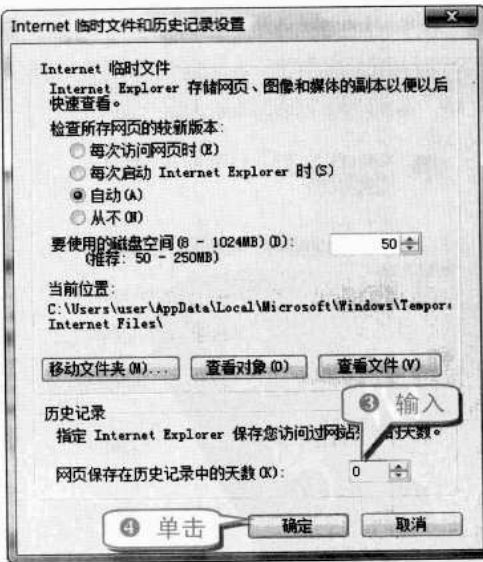 Internet 临时文件和历史记录设置
x
Internet 临时文件
Internet Explorer 存储网页、图像和媒体的副本以便以后
快速查看。
检查所存网页的较新版本:
每次访问网页时(E)
每次启动 Internet Explorer 时(S)
自动(A)
从不(N)
要使用的磁盘空间(8 - 1024MB)(D): 50
(推荐: 50 - 250MB)
当前位置:
C:\Users\user\AppData\Local\Microsoft\Windows\Tempor
Internet Files\
移动文件夹(M)... 查看对象(O) 查看文件(V)
历史记录
❸ 输入
指定 Internet Explorer 保存您访问过网站 的天数。
网页保存在历史记录中的天数(K): 0
❹ 单击 确定 取消